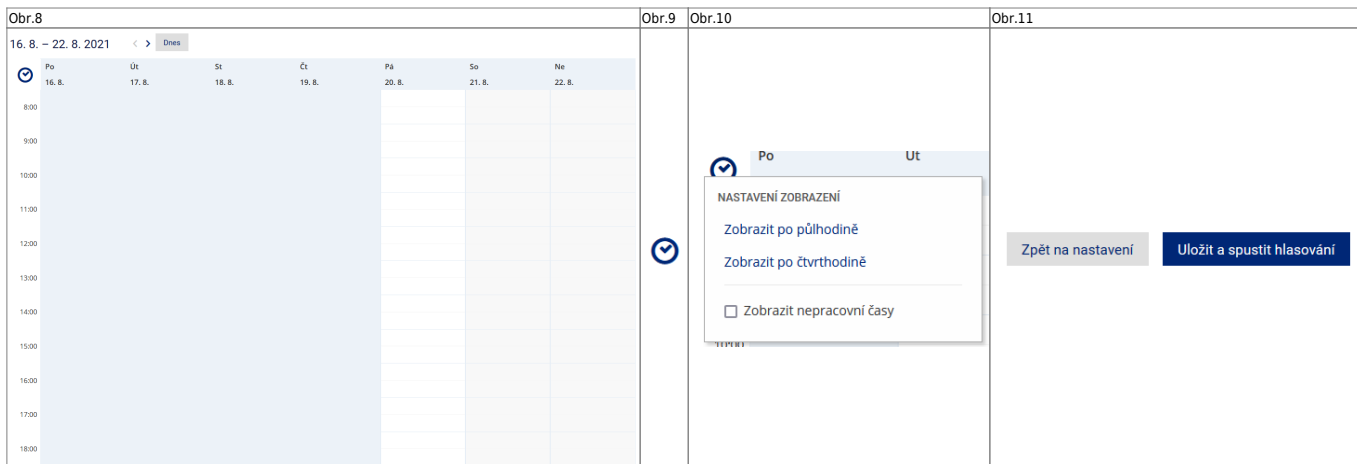 Obr.8
Obr.9
Obr.10
Obr.11
16. 8. – 22. 8. 2021
Dnes
Po Út St Čt Pá So Ne
16. 8. 17. 8. 18. 8. 19. 8. 20. 8. 21. 8. 22. 8.
8:00
9:00
10:00
11:00
12:00
13:00
14:00
15:00
16:00
17:00
18:00
Po Út
NASTAVENÍ ZOBRAZENÍ
Zobrazit po půlhodině
Zobrazit po čtvrthodině
Zobrazit nepracovní časy
10:00
Zpět na nastavení
Uložit a spustit hlasování